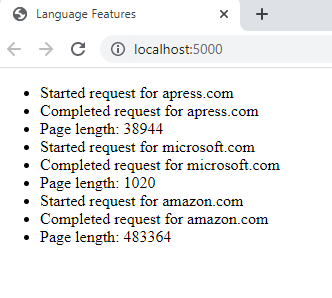 Language Features
localhost:5000
Started request for apress.com
Completed request for apress.com
Page length: 38944
Started request for microsoft.com
Completed request for microsoft.com
Page length: 1020
Started request for amazon.com
Completed request for amazon.com
Page length: 483364